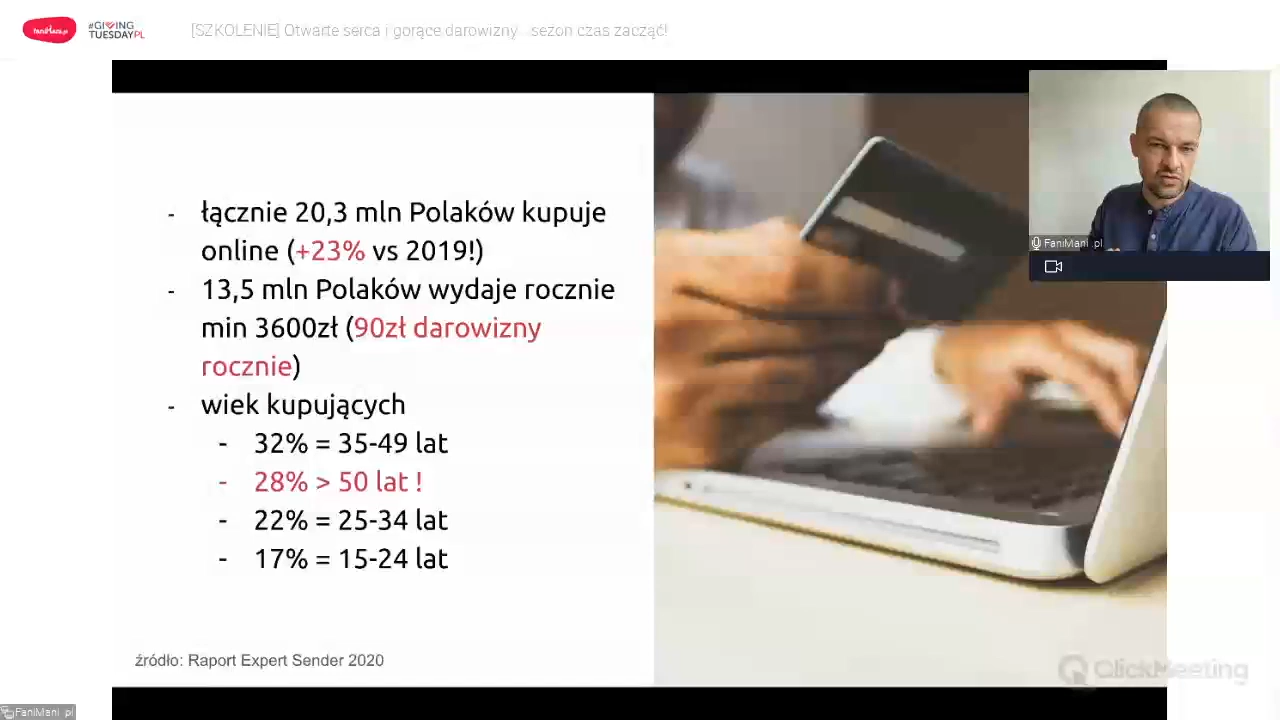 FaniMani.pl
#GIVING
TUESDAYPL
[SZKOLENIE] Otwarte serca i gorące darowizny - sezon czas zacząć!
- łącznie 20,3 mln Polaków kupuje
online (+23% vs 2019!)
- 13,5 mln Polaków wydaje rocznie
min 3600zł (90zł darowizny
rocznie)
- wiek kupujących
- 32% = 35-49 lat
- 28% > 50 lat !
- 22% = 25-34 lat
- 17% = 15-24 lat
źródło: Raport Expert Sender 2020
FaniMani .pl
ClickMeeting
FaniMani .pl